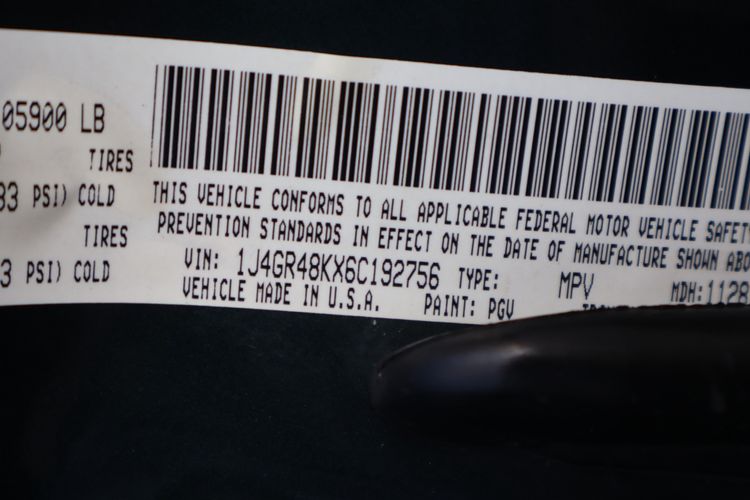 05900 LB
TIRES
33 PSI) COLD
TIRES
3 PSI) COLD
THIS VEHICLE CONFORMS TO ALL APPLICABLE FEDERAL MOTOR VEHICLE SAFETY
PREVENTION STANDARDS IN EFFECT ON THE DATE OF MANUFACTURE SHOWN ABO
VIN: 1J4GR48KX6C192756 TYPE: MPV MDH:1128
VEHICLE MADE IN U.S.A. PAINT: PGV